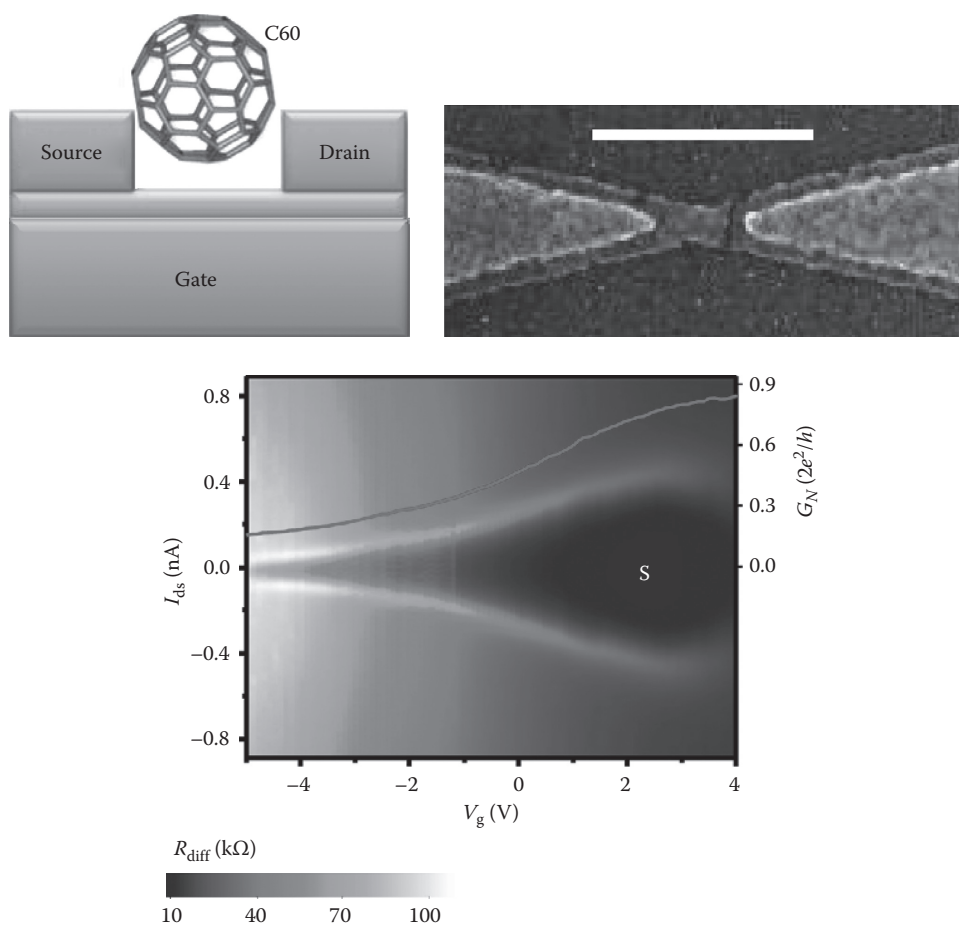 C60
Source
Drain
Gate
0.8
0.4
0.0
−0.4
−0.8
I_ds (nA)
S
0.9
0.6
0.3
0.0
G_N (2e²/h)
−4
−2
0
2
4
V_g (V)
R_diff (kΩ)
10
40
70
100